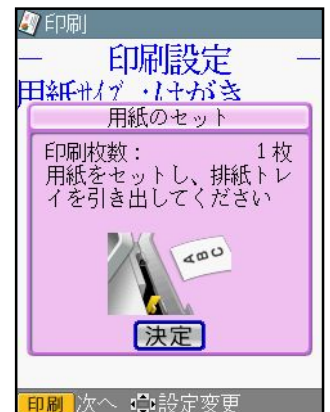 印刷
印刷設定
用紙サイズ:はがき
用紙のセット
印刷枚数: 1枚
用紙をセットし、排紙トレ
イを引き出してください
ABC
決定
印刷 次へ 設定変更